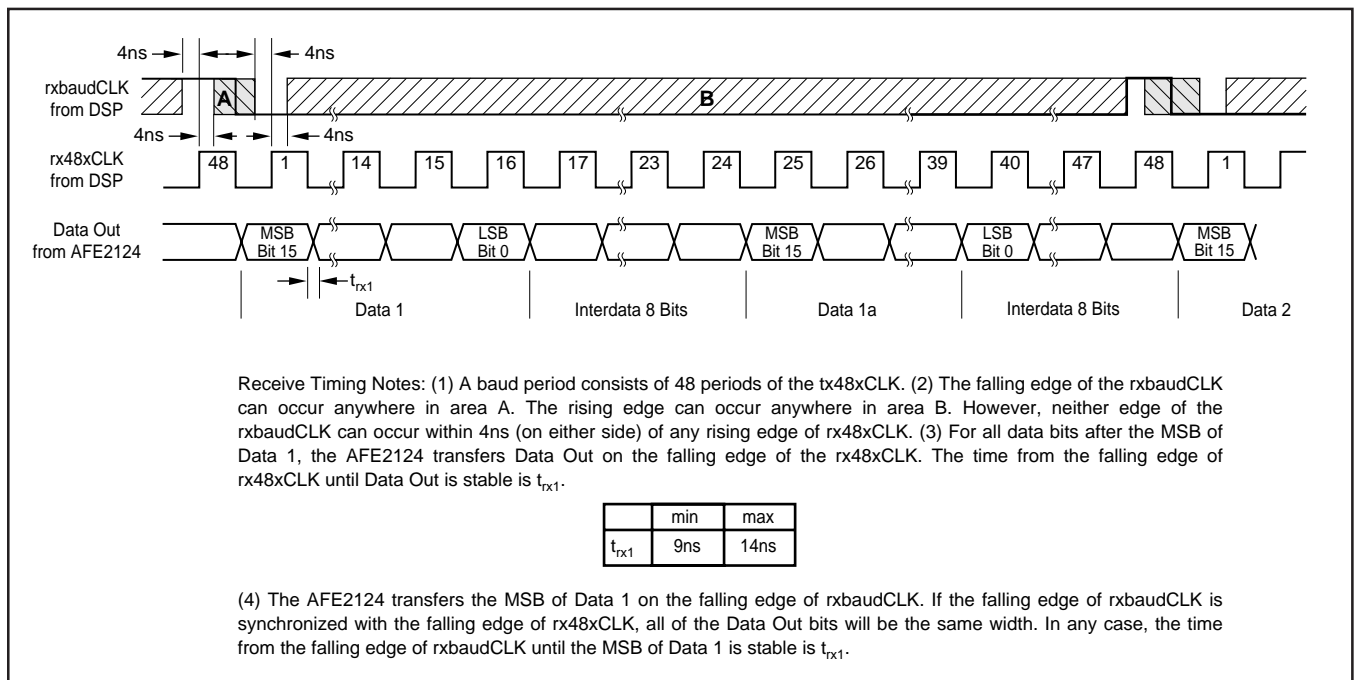 4ns 4ns
rxbaudCLK
from DSP
A B
4ns 4ns
rx48xCLK
from DSP
48 1 14 15 16 17 23 24 25 26 39 40 47 48 1
Data Out
from AFE2124
MSB
Bit 15
LSB
Bit 0
MSB
Bit 15
LSB
Bit 0
MSB
Bit 15
trx1
Data 1 Interdata 8 Bits Data 1a Interdata 8 Bits Data 2
Receive Timing Notes: (1) A baud period consists of 48 periods of the tx48xCLK. (2) The falling edge of the rxbaudCLK
can occur anywhere in area A. The rising edge can occur anywhere in area B. However, neither edge of the
rxbaudCLK can occur within 4ns (on either side) of any rising edge of rx48xCLK. (3) For all data bits after the MSB of
Data 1, the AFE2124 transfers Data Out on the falling edge of the rx48xCLK. The time from the falling edge of
rx48xCLK until Data Out is stable is trx1.
min max
trx1 9ns 14ns
(4) The AFE2124 transfers the MSB of Data 1 on the falling edge of rxbaudCLK. If the falling edge of rxbaudCLK is
synchronized with the falling edge of rx48xCLK, all of the Data Out bits will be the same width. In any case, the time
from the falling edge of rxbaudCLK until the MSB of Data 1 is stable is trx1.